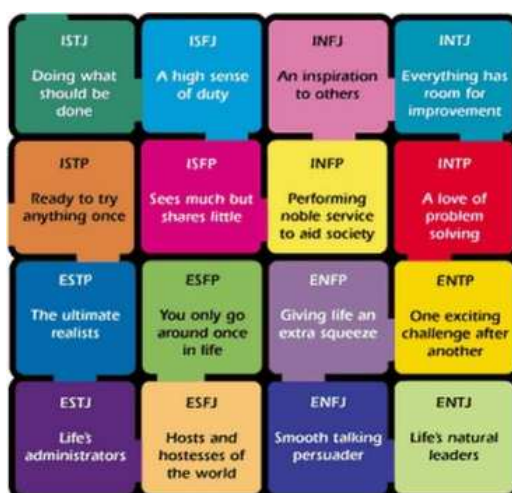 ISTJ
Doing what
should be
done
ISFJ
A high sense
of duty
INFJ
An inspiration
to others
INTJ
Everything has
room for
improvement
ISTP
Ready to try
anything once
ISFP
Sees much but
shares little
INFP
Performing
noble service
to aid society
INTP
A love of
problem
solving
ESTP
The ultimate
realists
ESFP
You only go
around once
in life
ENFP
Giving life an
extra squeeze
ENTP
One exciting
challenge after
another
ESTJ
Life's
administrators
ESFJ
Hosts and
hostesses of
the world
ENFJ
Smooth talking
persuader
ENTJ
Life's natural
leaders